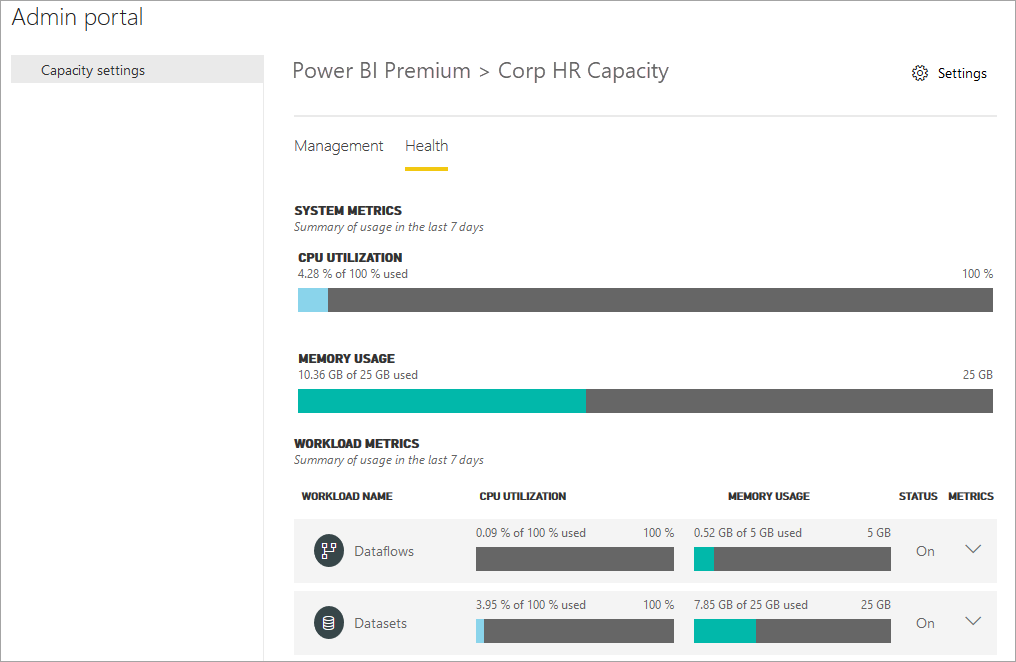 Admin portal
Capacity settings
Power BI Premium > Corp HR Capacity
Settings
Management Health
SYSTEM METRICS
Summary of usage in the last 7 days
CPU UTILIZATION
4.28 % of 100 % used 100 %
MEMORY USAGE
10.36 GB of 25 GB used 25 GB
WORKLOAD METRICS
Summary of usage in the last 7 days
WORKLOAD NAME CPU UTILIZATION MEMORY USAGE STATUS METRICS
0.09 % of 100 % used 100 % 0.52 GB of 5 GB used 5 GB
Dataflows On
3.95 % of 100 % used 100 % 7.85 GB of 25 GB used 25 GB
Datasets On